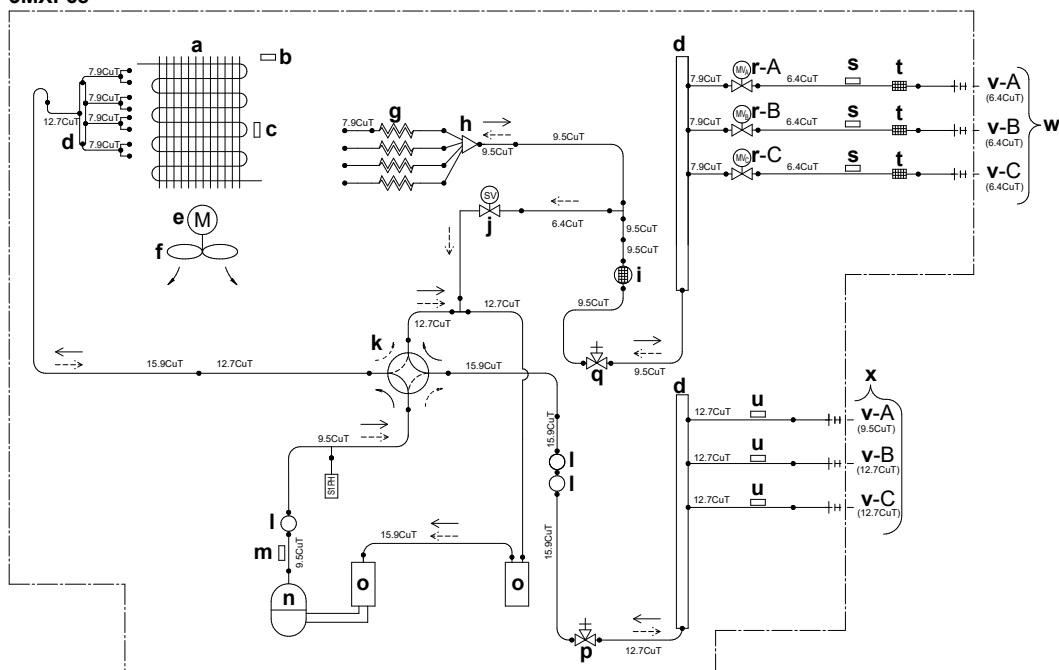 a
b
7.9CuT
7.9CuT
7.9CuT
7.9CuT
12.7CuT
d
c
e M
f
g
7.9CuT
h
9.5CuT
9.5CuT
SV
j
6.4CuT
9.5CuT
9.5CuT
i
9.5CuT
q
9.5CuT
d
7.9CuT
r-A
6.4CuT
s
t
v-A
(6.4CuT)
7.9CuT
r-B
6.4CuT
s
t
v-B
(6.4CuT)
w
7.9CuT
r-C
6.4CuT
s
t
v-C
(6.4CuT)
12.7CuT
12.7CuT
k
15.9CuT
12.7CuT
15.9CuT
9.5CuT
S1PH
l
m
9.5CuT
n
o
15.9CuT
o
15.9CuT
l
l
15.9CuT
p
12.7CuT
d
x
12.7CuT
u
v-A
(9.5CuT)
12.7CuT
u
v-B
(12.7CuT)
12.7CuT
u
v-C
(12.7CuT)